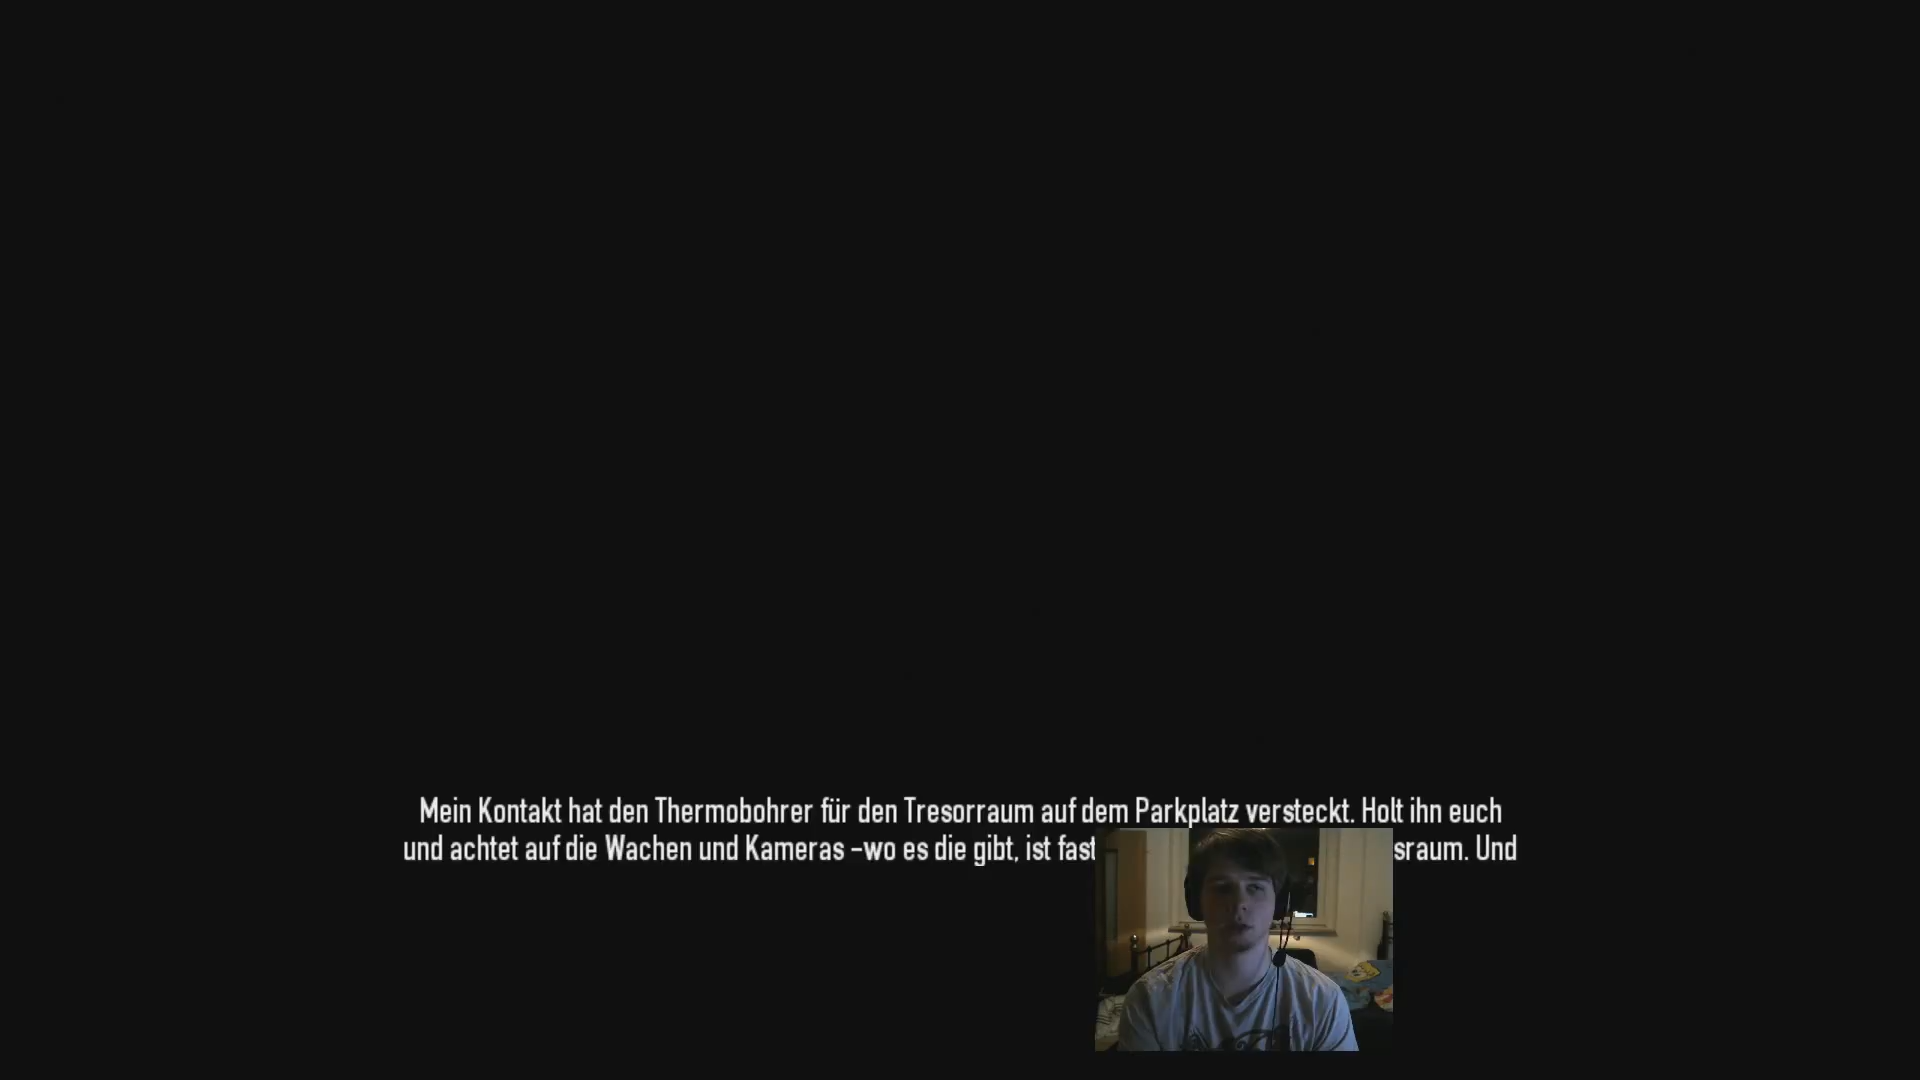 Mein Kontakt hat den Thermobohrer für den Tresorraum auf dem Parkplatz versteckt. Holt ihn euch
und achtet auf die Wachen und Kameras -wo es die gibt, ist fast sraum. Und